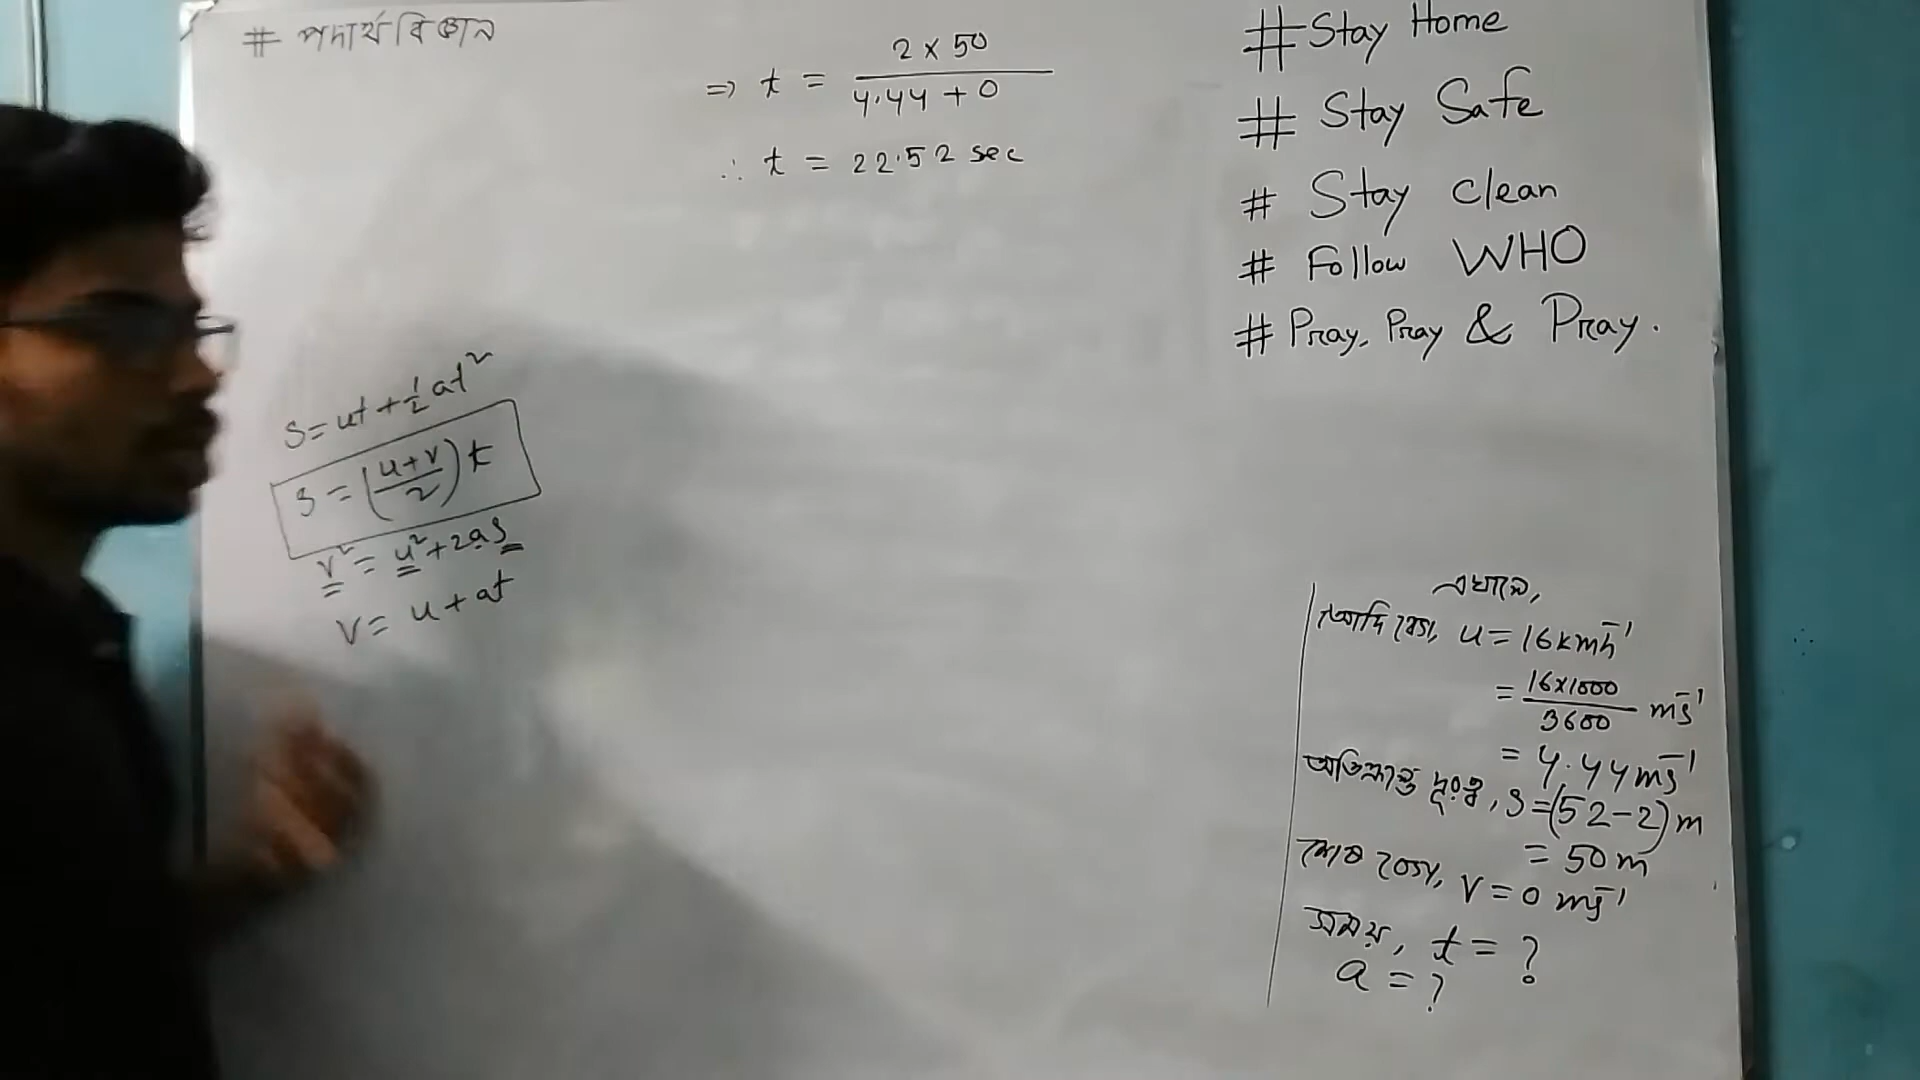 # পদার্থবিজ্ঞান
⇒ t = 2 × 50 / 4.44 + 0
∴ t = 22.52 sec
S = ut + 1/2 at²
S = (u+v/2) t
v² = u² + 2as
v = u + at
# Stay Home
# Stay Safe
# Stay clean
# Follow WHO
# Pray, Pray & Pray.
এখানে,
আদি বেগ, u = 16 kmh⁻¹
= 16×1000 / 3600 ms⁻¹
= 4.44 ms⁻¹
অতিক্রান্ত দূরত্ব, S = (52-2) m
= 50 m
শেষ বেগ, v = 0 ms⁻¹
সময়, t = ?
a = ?